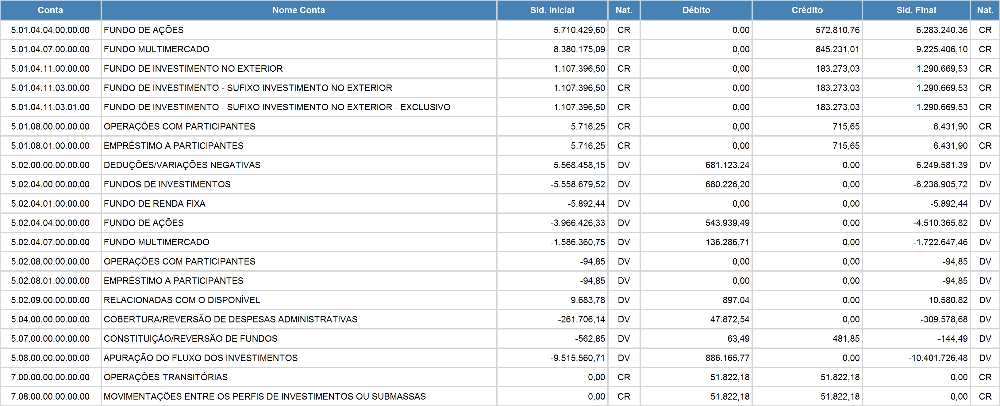 Conta Nome Conta Sld. Inicial Nat. Débito Crédito Sld. Final Nat.
5.01.04.04.00.00.00 FUNDO DE AÇÕES 5.710.429,60 CR 0,00 572.810,76 6.283.240,36 CR
5.01.04.07.00.00.00 FUNDO MULTIMERCADO 8.380.175,09 CR 0,00 845.231,01 9.225.406,10 CR
5.01.04.11.00.00.00 FUNDO DE INVESTIMENTO NO EXTERIOR 1.107.396,50 CR 0,00 183.273,03 1.290.669,53 CR
5.01.04.11.03.00.00 FUNDO DE INVESTIMENTO - SUFIXO INVESTIMENTO NO EXTERIOR 1.107.396,50 CR 0,00 183.273,03 1.290.669,53 CR
5.01.04.11.03.01.00 FUNDO DE INVESTIMENTO - SUFIXO INVESTIMENTO NO EXTERIOR - EXCLUSIVO 1.107.396,50 CR 0,00 183.273,03 1.290.669,53 CR
5.01.08.00.00.00.00 OPERAÇÕES COM PARTICIPANTES 5.716,25 CR 0,00 715,65 6.431,90 CR
5.01.08.01.00.00.00 EMPRÉSTIMO A PARTICIPANTES 5.716,25 CR 0,00 715,65 6.431,90 CR
5.02.00.00.00.00.00 DEDUÇÕES/VARIAÇÕES NEGATIVAS -5.568.458,15 DV 681.123,24 0,00 -6.249.581,39 DV
5.02.04.00.00.00.00 FUNDOS DE INVESTIMENTOS -5.558.679,52 DV 680.226,20 0,00 -6.238.905,72 DV
5.02.04.01.00.00.00 FUNDO DE RENDA FIXA -5.892,44 DV 0,00 0,00 -5.892,44 DV
5.02.04.04.00.00.00 FUNDO DE AÇÕES -3.966.426,33 DV 543.939,49 0,00 -4.510.365,82 DV
5.02.04.07.00.00.00 FUNDO MULTIMERCADO -1.586.360,75 DV 136.286,71 0,00 -1.722.647,46 DV
5.02.08.00.00.00.00 OPERAÇÕES COM PARTICIPANTES -94,85 DV 0,00 0,00 -94,85 DV
5.02.08.01.00.00.00 EMPRÉSTIMO A PARTICIPANTES -94,85 DV 0,00 0,00 -94,85 DV
5.02.09.00.00.00.00 RELACIONADAS COM O DISPONÍVEL -9.683,78 DV 897,04 0,00 -10.580,82 DV
5.04.00.00.00.00.00 COBERTURA/REVERSÃO DE DESPESAS ADMINISTRATIVAS -261.706,14 DV 47.872,54 0,00 -309.578,68 DV
5.07.00.00.00.00.00 CONSTITUIÇÃO/REVERSÃO DE FUNDOS -562,85 DV 63,49 481,85 -144,49 DV
5.08.00.00.00.00.00 APURAÇÃO DO FLUXO DOS INVESTIMENTOS -9.515.560,71 DV 886.165,77 0,00 -10.401.726,48 DV
7.00.00.00.00.00.00 OPERAÇÕES TRANSITÓRIAS 0,00 CR 51.822,18 51.822,18 0,00 CR
7.08.00.00.00.00.00 MOVIMENTAÇÕES ENTRE OS PERFIS DE INVESTIMENTOS OU SUBMASSAS 0,00 CR 51.822,18 51.822,18 0,00 CR